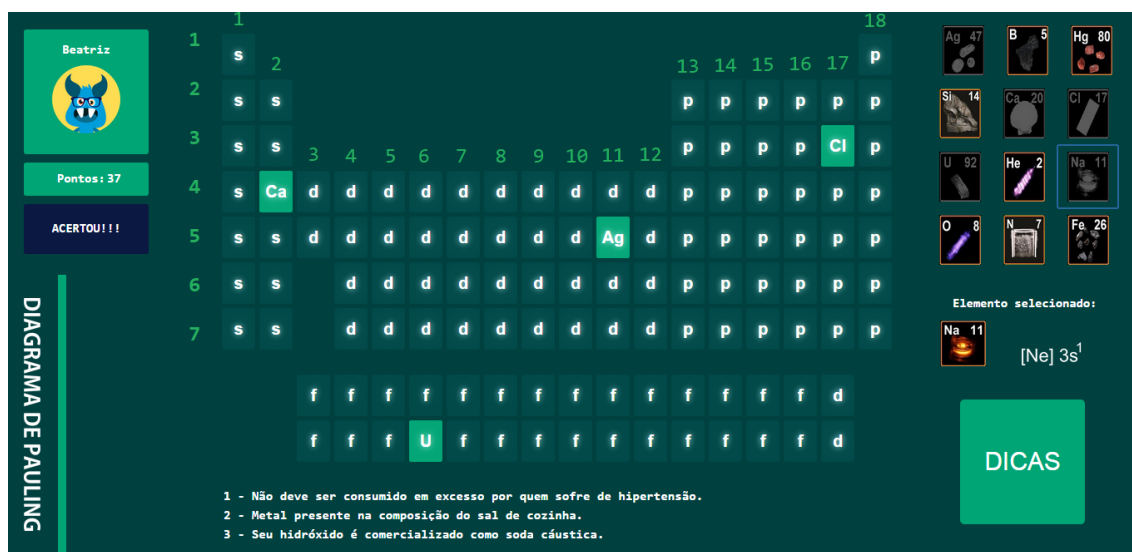 Beatriz
Pontos: 37
ACERTOU!!!
DIAGRAMA DE PAULING
1 18
1 s p
2 13 14 15 16 17
2 s s p p p p p p
3 s s 3 4 5 6 7 8 9 10 11 12 p p p p Cl p
4 s Ca d d d d d d d d d d p p p p p p
5 s s d d d d d d d d Ag d p p p p p p
6 s s d d d d d d d d d p p p p p p
7 s s d d d d d d d d d p p p p p p
f f f f f f f f f f f f f f d
f f f U f f f f f f f f f f d
1 - Não deve ser consumido em excesso por quem sofre de hipertensão.
2 - Metal presente na composição do sal de cozinha.
3 - Seu hidróxido é comercializado como soda cáustica.
Ag 47 B 5 Hg 80
Si 14 Ca 20 Cl 17
U 92 He 2 Na 11
O 8 N 7 Fe 26
Elemento selecionado:
Na 11
[Ne] 3s¹
DICAS